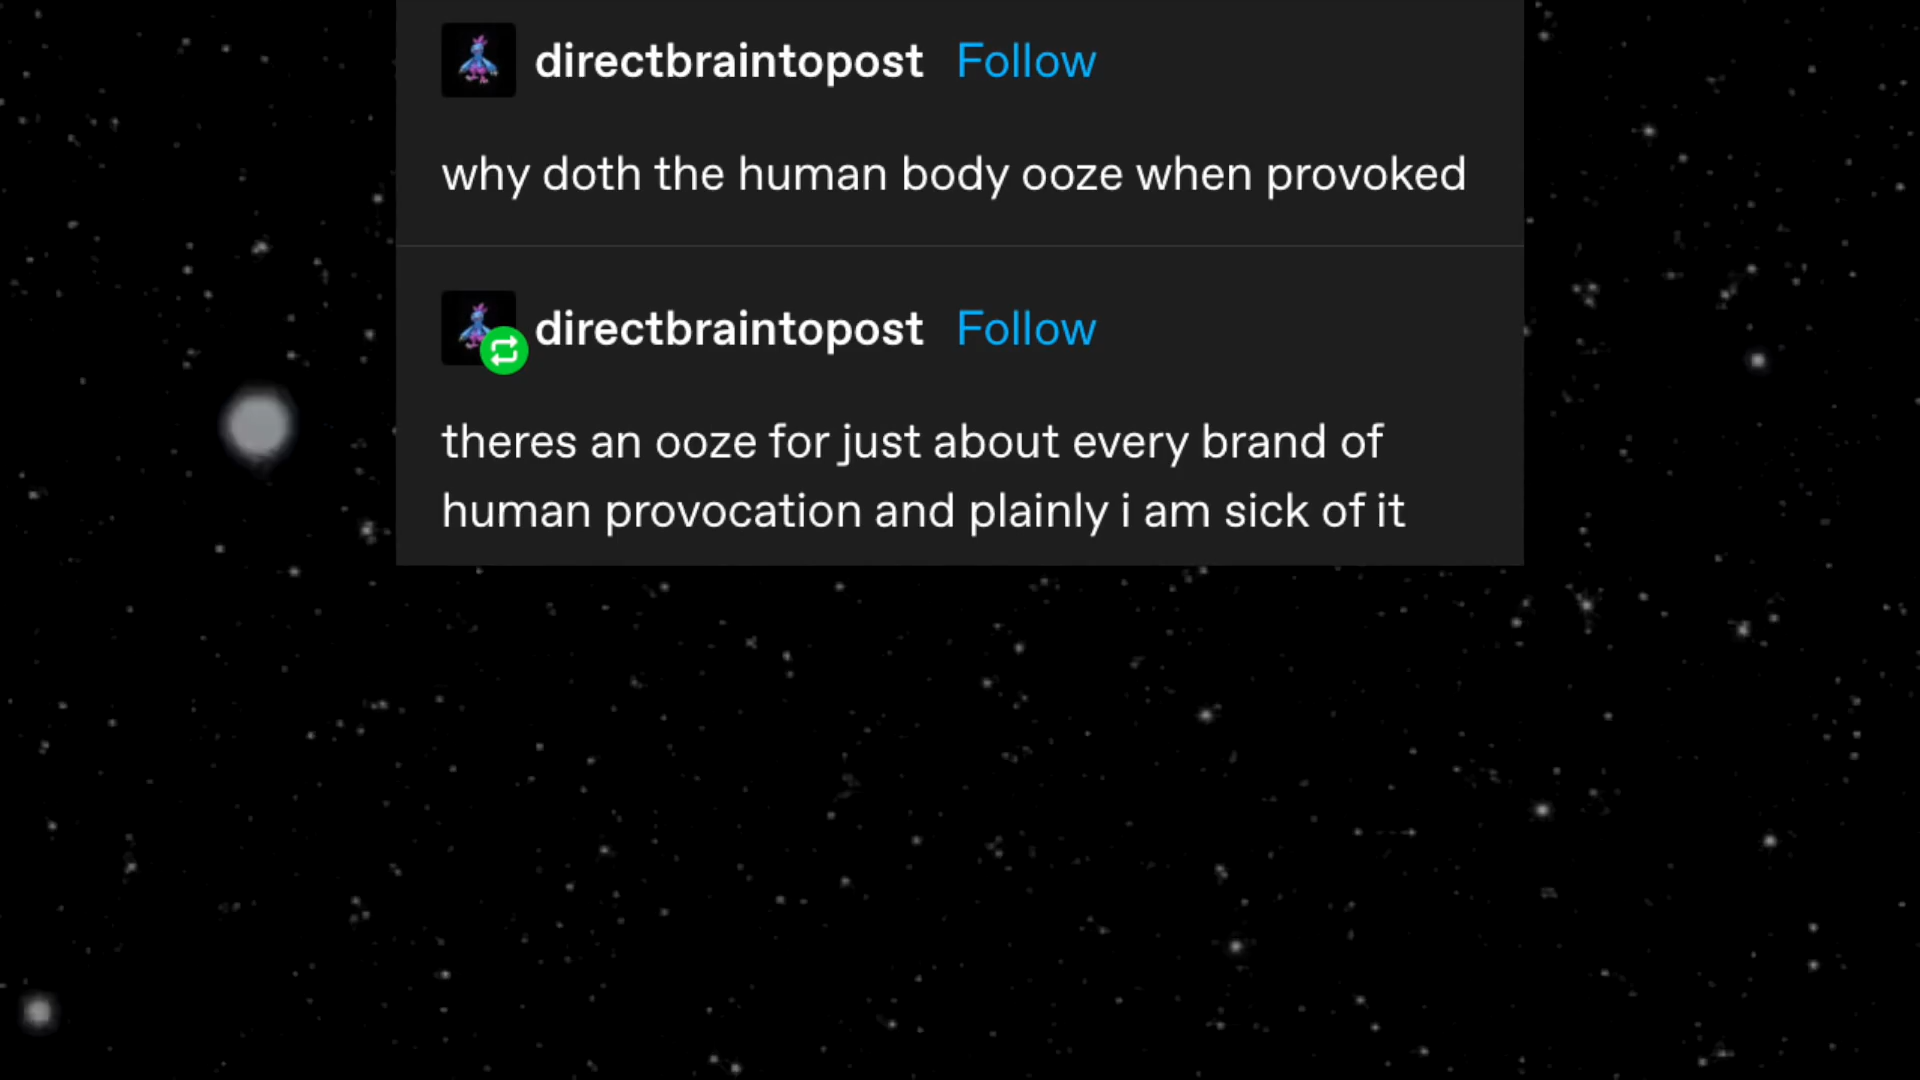 directbraintopost Follow
why doth the human body ooze when provoked
directbraintopost Follow
theres an ooze for just about every brand of
human provocation and plainly i am sick of it